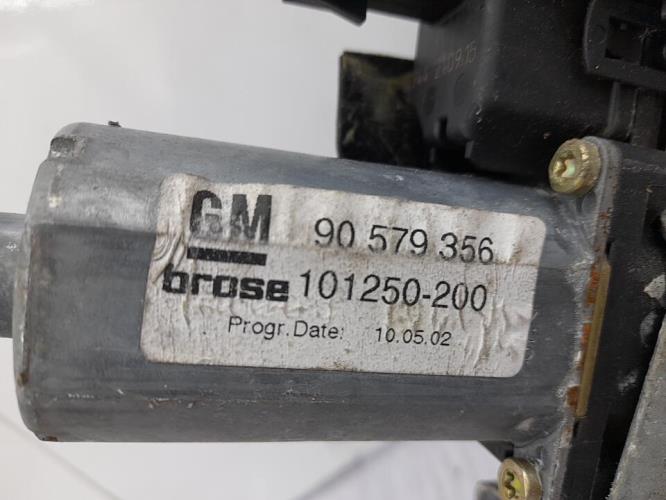 GM 90 579 356
brose 101250-200
Progr.Date: 10.05.02